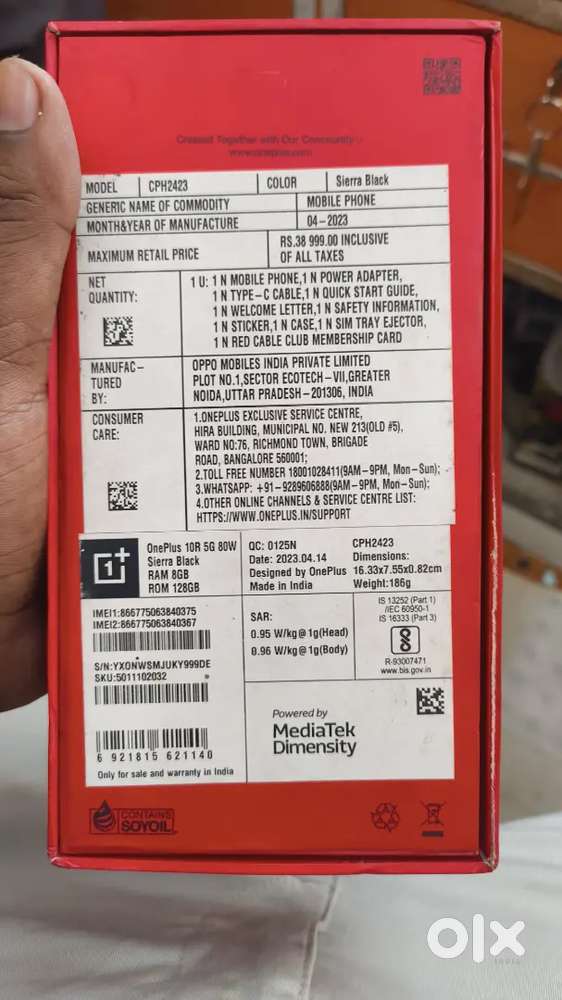 Created Together with Our Community
www.oneplus.com
MODEL CPH2423 COLOR Sierra Black
GENERIC NAME OF COMMODITY MOBILE PHONE
MONTH&YEAR OF MANUFACTURE 04-2023
MAXIMUM RETAIL PRICE RS.38 999.00 INCLUSIVE
OF ALL TAXES
NET
QUANTITY:
1 U: 1 N MOBILE PHONE,1 N POWER ADAPTER,
1 N TYPE-C CABLE,1 N QUICK START GUIDE,
1 N WELCOME LETTER,1 N SAFETY INFORMATION,
1 N STICKER,1 N CASE,1 N SIM TRAY EJECTOR,
1 N RED CABLE CLUB MEMBERSHIP CARD
MANUFAC-
TURED
BY:
OPPO MOBILES INDIA PRIVATE LIMITED
PLOT NO.1,SECTOR ECOTECH-VII,GREATER
NOIDA,UTTAR PRADESH-201306, INDIA
CONSUMER
CARE:
1.ONEPLUS EXCLUSIVE SERVICE CENTRE,
HIRA BUILDING, MUNICIPAL NO. NEW 213(OLD #5),
WARD NO:76, RICHMOND TOWN, BRIGADE
ROAD, BANGALORE 560001;
2.TOLL FREE NUMBER 18001028411(9AM-9PM, Mon-Sun);
3.WHATSAPP: +91-9289606888(9AM-9PM, Mon-Sun);
4.OTHER ONLINE CHANNELS & SERVICE CENTRE LIST:
HTTPS://WWW.ONEPLUS.IN/SUPPORT
OnePlus 10R 5G 80W
Sierra Black
RAM 8GB
ROM 128GB
QC: 0125N
Date: 2023.04.14
Designed by OnePlus
Made in India
CPH2423
Dimensions:
16.33x7.55x0.82cm
Weight:186g
IMEI1:866775063840375
IMEI2:866775063840367
S/N:YXONWSMJUKY999DE
SKU:5011102032
6 921815 621140
Only for sale and warranty in India
SAR:
0.95 W/kg@1g(Head)
0.96 W/kg@1g(Body)
IS 13252 (Part 1)
/IEC 60950-1
IS 16333 (Part 3)
R-93007471
www.bis.gov.in
Powered by
MediaTek
Dimensity
CONTAINS
SOYOIL
olx
INDIA